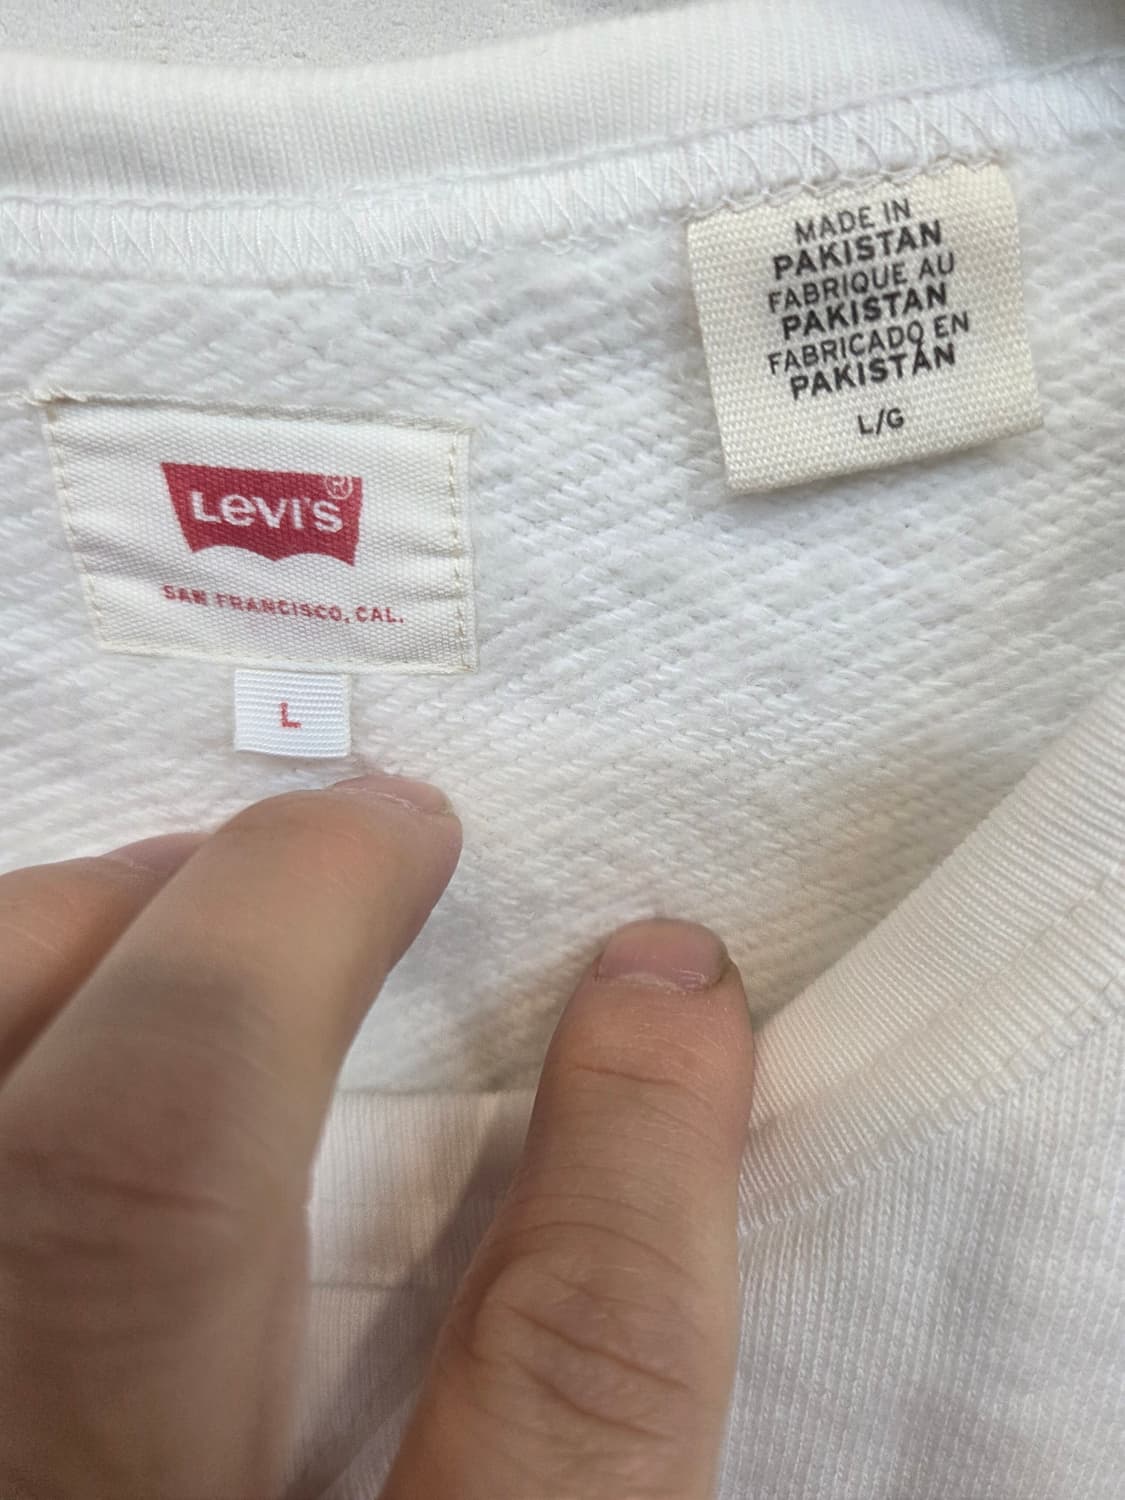 MADE IN
PAKISTAN
FABRIQUE AU
PAKISTAN
FABRICADO EN
PAKISTÁN
L/G
Levi's®
SAN FRANCISCO, CAL.
L